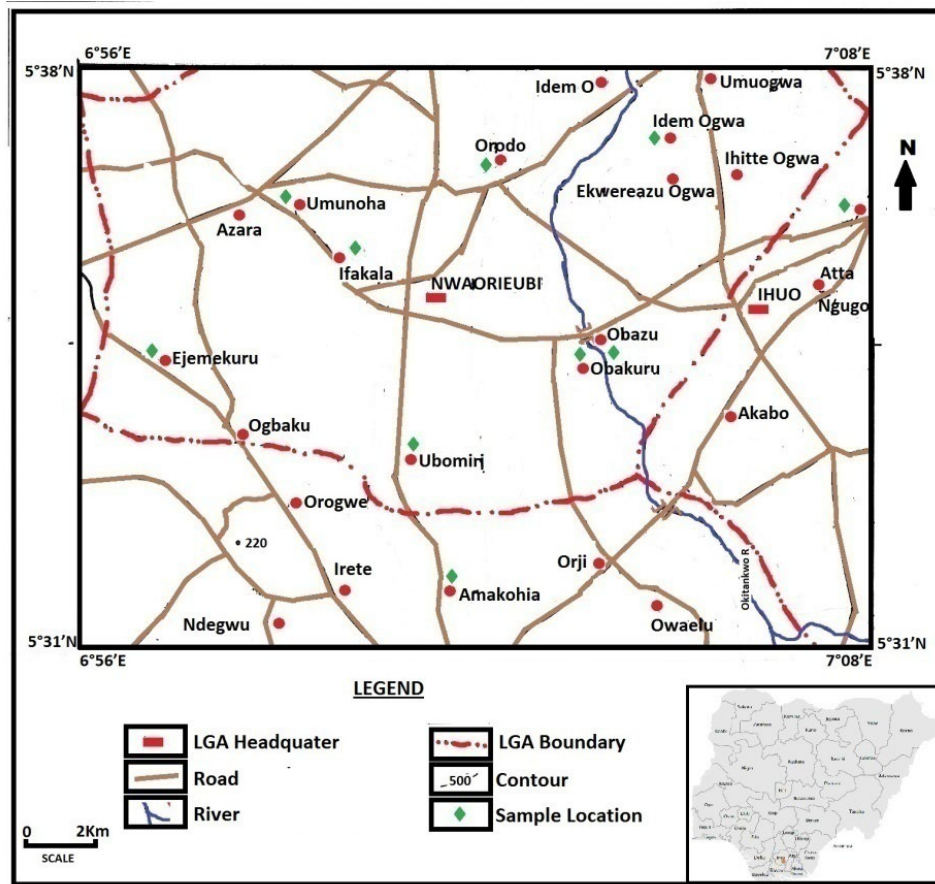 6°56'E
7°08'E
5°38'N
5°38'N
Idem O
Umuogwa
Idem Ogwa
N
Orodo
Ihitte Ogwa
Ekwereazu Ogwa
Umunoha
Azara
Ifakala
NWAORIEUBI
IHUO
Atta
Ngugo
Obazu
Ejemekuru
Obakuru
Akabo
Ogbaku
Ubomiri
Orogwe
220
Orji
Irete
Amakohia
Okitankwo R
Owaelu
Ndegwu
5°31'N
5°31'N
6°56'E
7°08'E
LEGEND
LGA Headquater
LGA Boundary
Road
500
Contour
River
Sample Location
0 2Km
SCALE